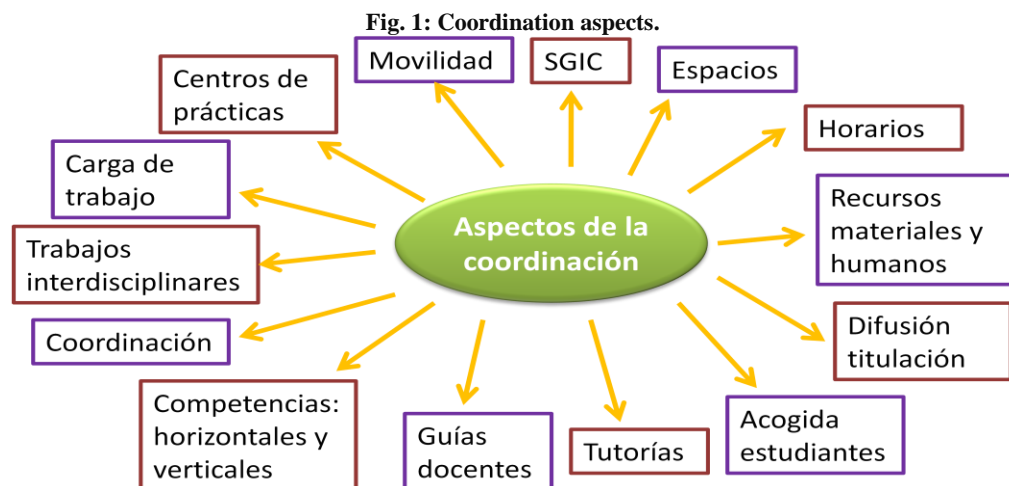 Fig. 1: Coordination aspects.
Movilidad
SGIC
Espacios
Centros de
prácticas
Horarios
Carga de
trabajo
Recursos
materiales y
humanos
Aspectos de la
coordinación
Trabajos
interdisciplinares
Coordinación
Difusión
titulación
Competencias:
horizontales y
verticales
Guías
docentes
Tutorías
Acogida
estudiantes